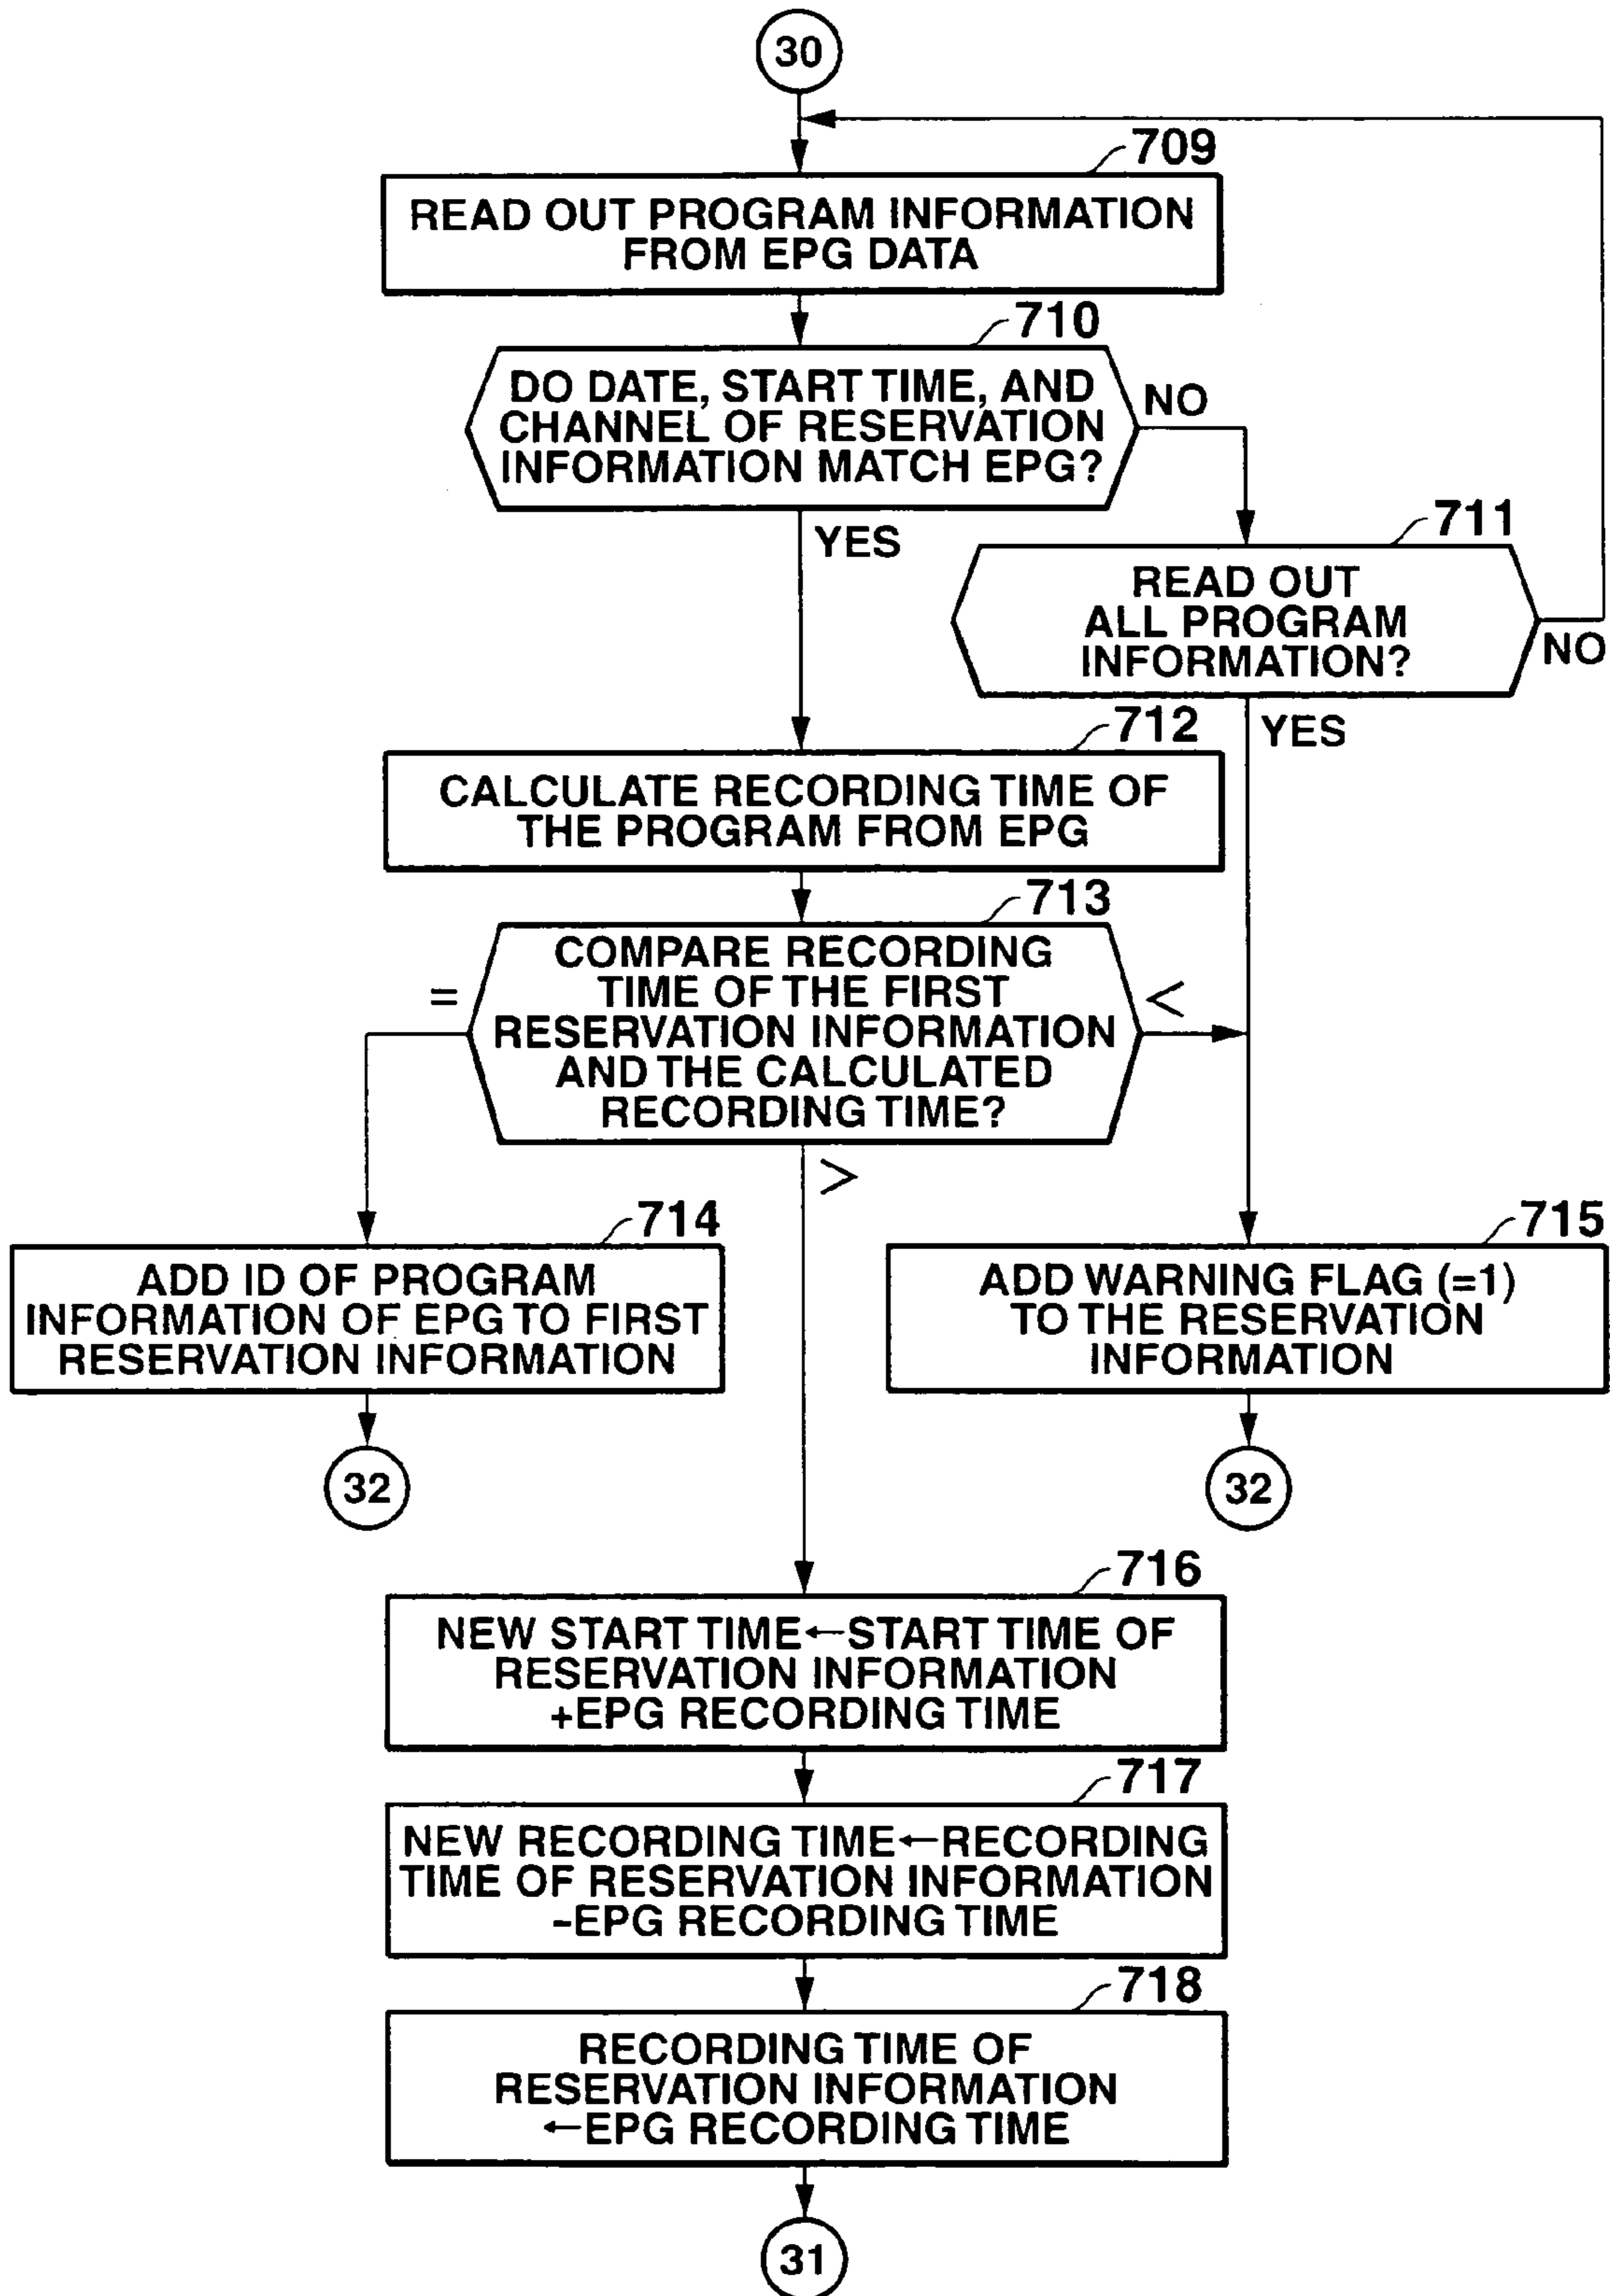 30
709
READ OUT PROGRAM INFORMATION
FROM EPG DATA
710
DO DATE, START TIME, AND
CHANNEL OF RESERVATION
INFORMATION MATCH EPG?
NO
YES
711
READ OUT
ALL PROGRAM
INFORMATION?
NO
YES
712
CALCULATE RECORDING TIME OF
THE PROGRAM FROM EPG
713
COMPARE RECORDING
TIME OF THE FIRST
RESERVATION INFORMATION
AND THE CALCULATED
RECORDING TIME?
=
<
>
714
ADD ID OF PROGRAM
INFORMATION OF EPG TO FIRST
RESERVATION INFORMATION
32
715
ADD WARNING FLAG (=1)
TO THE RESERVATION
INFORMATION
32
716
NEW START TIME←START TIME OF
RESERVATION INFORMATION
+EPG RECORDING TIME
717
NEW RECORDING TIME←RECORDING
TIME OF RESERVATION INFORMATION
-EPG RECORDING TIME
718
RECORDING TIME OF
RESERVATION INFORMATION
←EPG RECORDING TIME
31